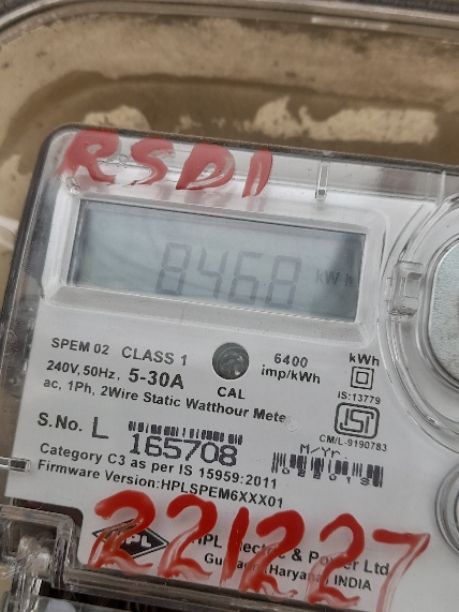 RSD1
8468 kWh
SPEM 02 CLASS 1
6400 imp/kWh
kWh
240V,50Hz, 5-30A
CAL
IS:13779
ac, 1Ph, 2Wire Static Watthour Mete
CM/L-9190783
S.No. L 165708
M/Yr.
Category C3 as per IS 15959:2011
Firmware Version:HPLSPEM6XXX01
221227
HPL Electric & Power Ltd
Gurgaon (Haryana) INDIA